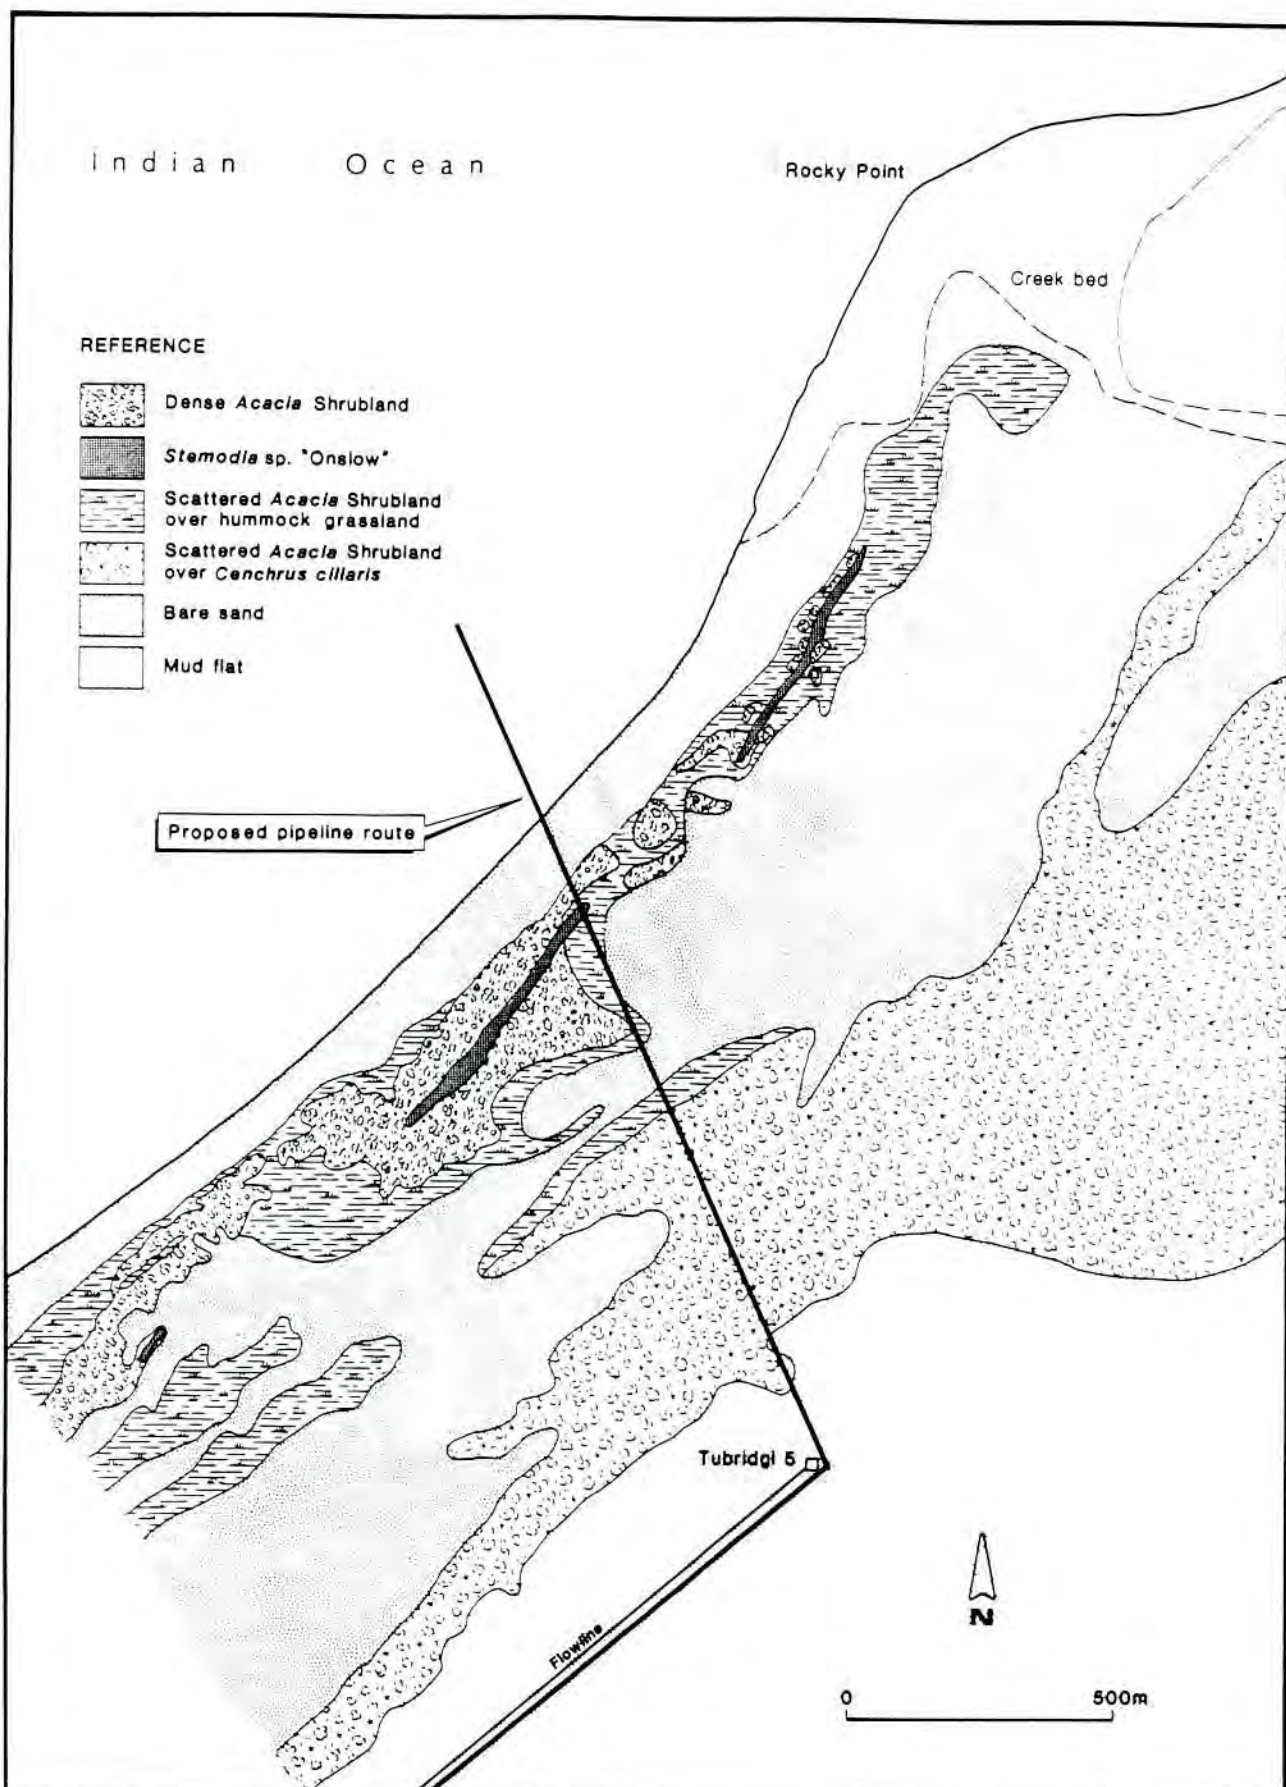 Indian Ocean
Rocky Point
Creek bed
REFERENCE
Dense Acacia Shrubland
Stemodia sp. "Onslow"
Scattered Acacia Shrubland
over hummock grassland
Scattered Acacia Shrubland
over Cenchrus ciliaris
Bare sand
Mud flat
Proposed pipeline route
Tubridgi 5
Flowline
N
0 500m